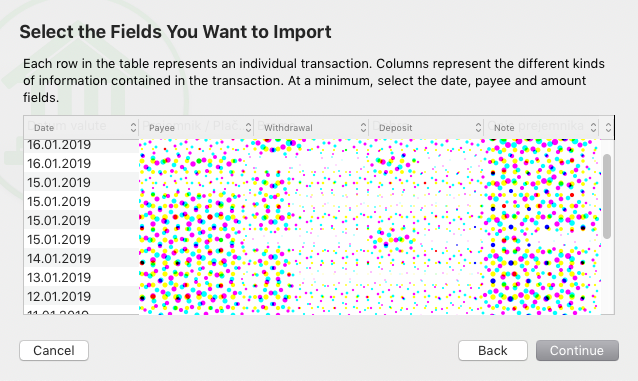 Select the Fields You Want to Import
Each row in the table represents an individual transaction. Columns represent the different kinds
of information contained in the transaction. At a minimum, select the date, payee and amount
fields.
Date Payee Withdrawal Deposit Note
16.01.2019
16.01.2019
15.01.2019
15.01.2019
15.01.2019
15.01.2019
14.01.2019
13.01.2019
12.01.2019
11.01.2019
Cancel Back Continue